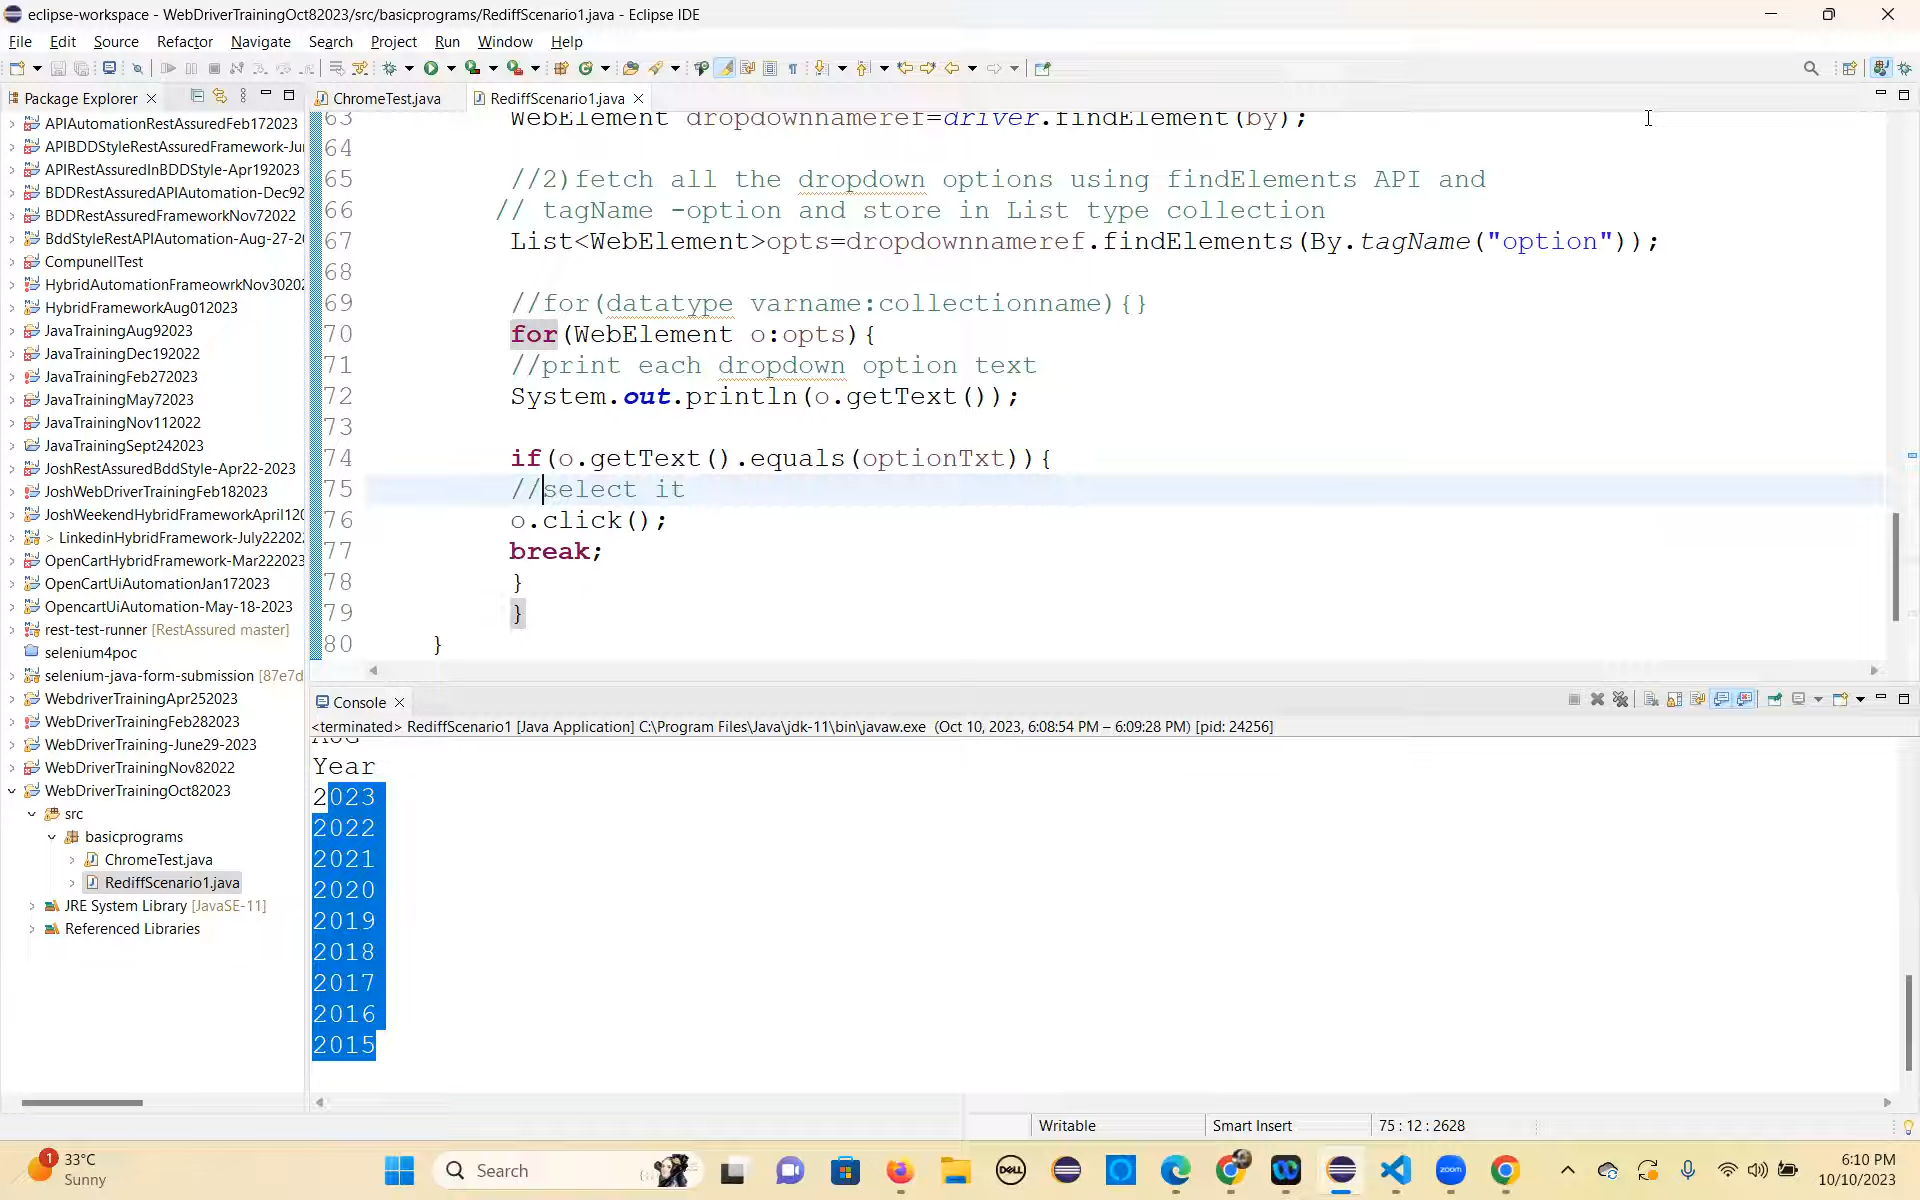 eclipse-workspace - WebDriverTrainingOct82023/src/basicprograms/RediffScenario1.java - Eclipse IDE
File Edit Source Refactor Navigate Search Project Run Window Help
Package Explorer
ChromeTest.java RediffScenario1.java
APIAutomationRestAssuredFeb172023
APIBDDStyleRestAssuredFramework-Ju
APIRestAssuredInBDDStyle-Apr192023
BDDRestAssuredAPIAutomation-Dec92
BDDRestAssuredFrameworkNov72022
BddStyleRestAPIAutomation-Aug-27-20
CompunellTest
HybridAutomationFrameowrkNov30202
HybridFrameworkAug012023
JavaTrainingAug92023
JavaTrainingDec192022
JavaTrainingFeb272023
JavaTrainingMay72023
JavaTrainingNov112022
JavaTrainingSept242023
JoshRestAssuredBddStyle-Apr22-2023
JoshWebDriverTrainingFeb182023
JoshWeekendHybridFrameworkApril120
> LinkedinHybridFramework-July222022
OpenCartHybridFramework-Mar222023
OpenCartUiAutomationJan172023
OpencartUiAutomation-May-18-2023
rest-test-runner [RestAssured master]
selenium4poc
selenium-java-form-submission [87e7d
WebdriverTrainingApr252023
WebDriverTrainingFeb282023
WebDriverTraining-June29-2023
WebDriverTrainingNov82022
WebDriverTrainingOct82023
src
basicprograms
ChromeTest.java
RediffScenario1.java
JRE System Library [JavaSE-11]
Referenced Libraries
63 WebElement dropdownnameref=driver.findElement(by);
64
65 //2)fetch all the dropdown options using findElements API and
66 // tagName -option and store in List type collection
67 List<WebElement>opts=dropdownnameref.findElements(By.tagName("option"));
68
69 //for(datatype varname:collectionname){}
70 for(WebElement o:opts){
71 //print each dropdown option text
72 System.out.println(o.getText());
73
74 if(o.getText().equals(optionTxt)){
75 //select it
76 o.click();
77 break;
78 }
79 }
80 }
Console
<terminated> RediffScenario1 [Java Application] C:\Program Files\Java\jdk-11\bin\javaw.exe (Oct 10, 2023, 6:08:54 PM – 6:09:28 PM) [pid: 24256]
Year
2023
2022
2021
2020
2019
2018
2017
2016
2015
Writable Smart Insert 75 : 12 : 2628
1
33°C
Sunny
Search
DELL
zoom
6:10 PM
10/10/2023